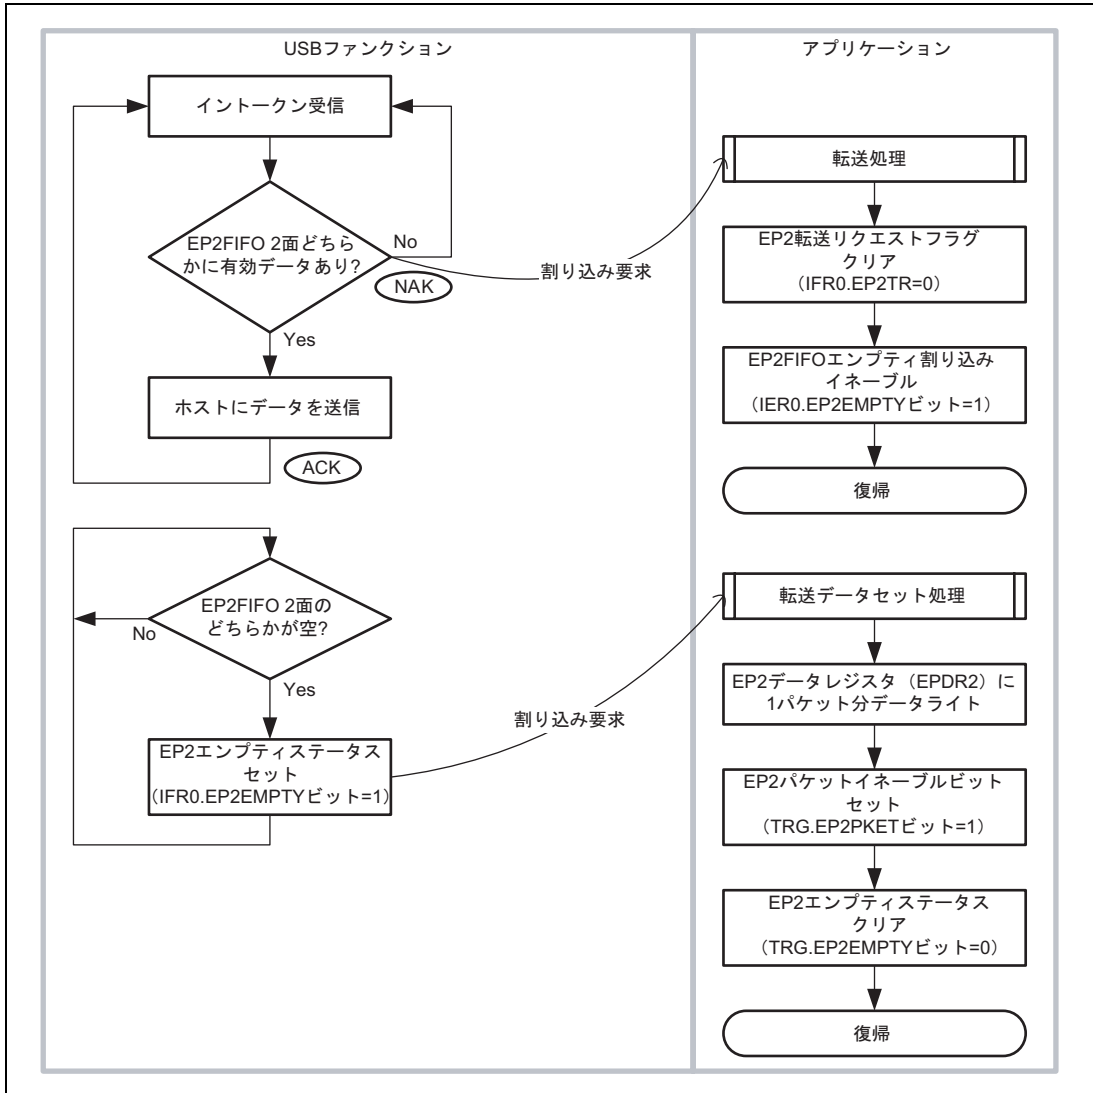 USBファンクション
イントークン受信
EP2FIFO 2面どちら
かに有効データあり?
No
NAK
Yes
ホストにデータを送信
ACK
割り込み要求
EP2FIFO 2面の
どちらかが空?
No
Yes
EP2エンプティステータス
セット
(IFR0.EP2EMPTYビット=1)
割り込み要求
アプリケーション
転送処理
EP2転送リクエストフラグ
クリア
(IFR0.EP2TR=0)
EP2FIFOエンプティ割り込み
イネーブル
(IER0.EP2EMPTYビット=1)
復帰
転送データセット処理
EP2データレジスタ(EPDR2)に
1パケット分データライト
EP2パケットイネーブルビット
セット
(TRG.EP2PKETビット=1)
EP2エンプティステータス
クリア
(TRG.EP2EMPTYビット=0)
復帰